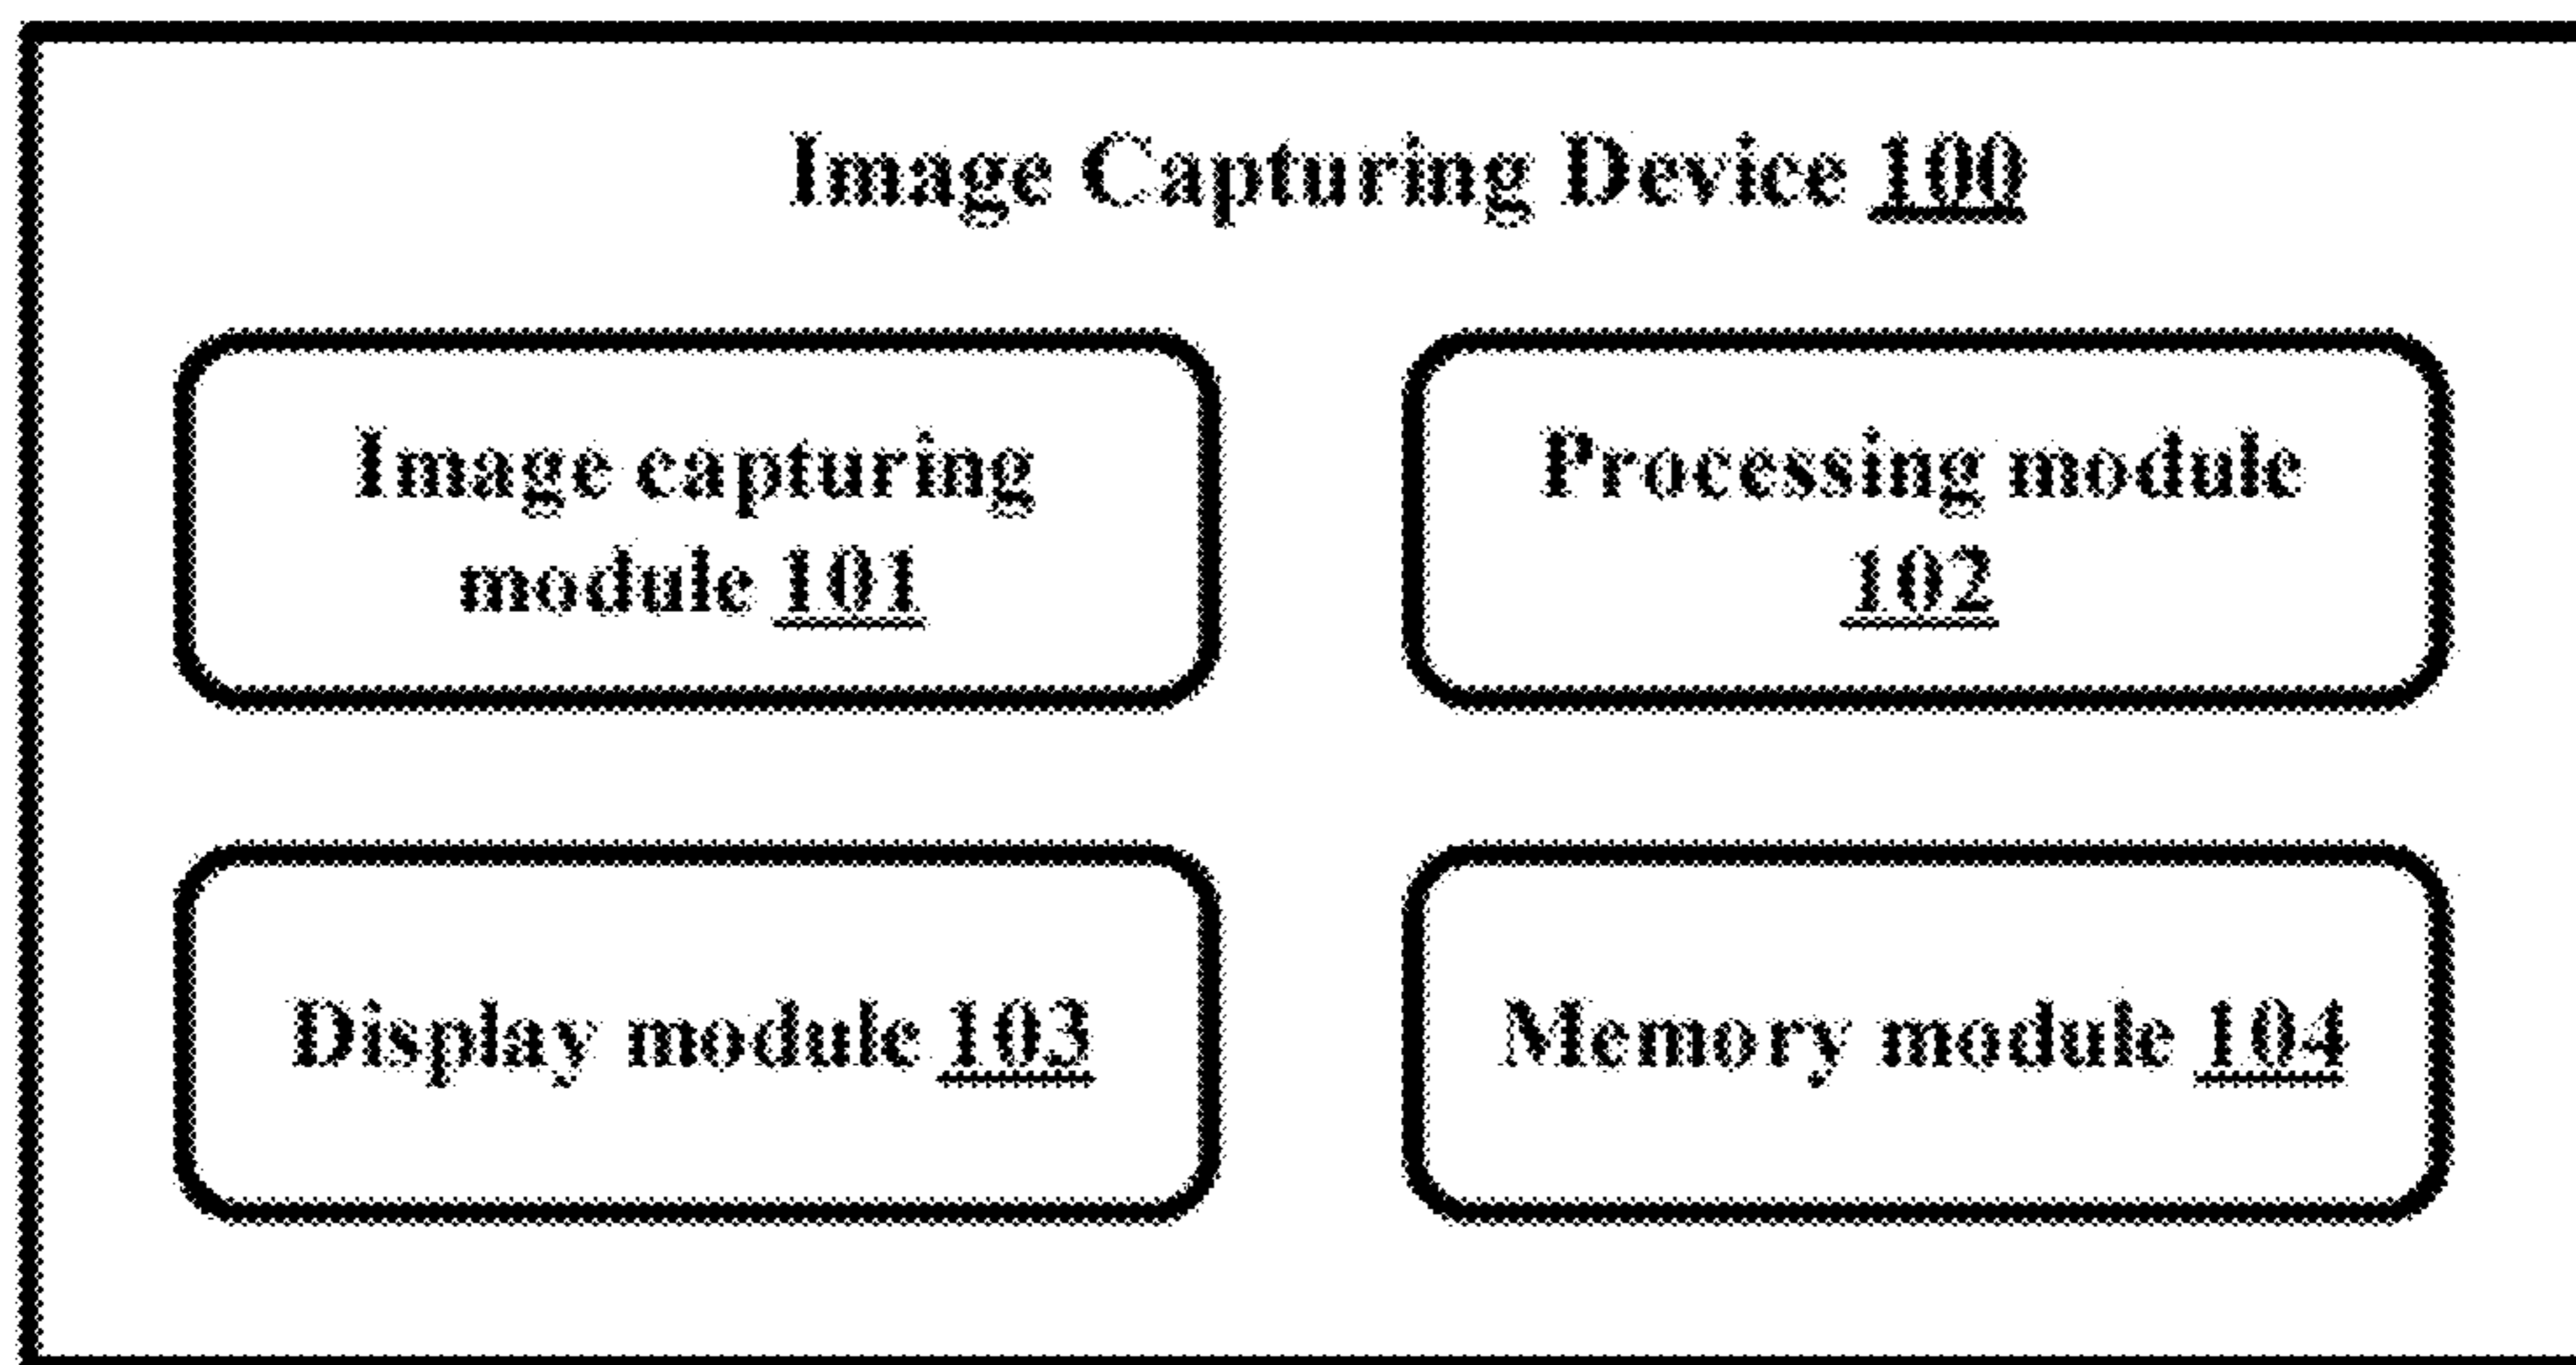 Image Capturing Device 100
Image capturing
module 101
Processing module
102
Display module 103
Memory module 104